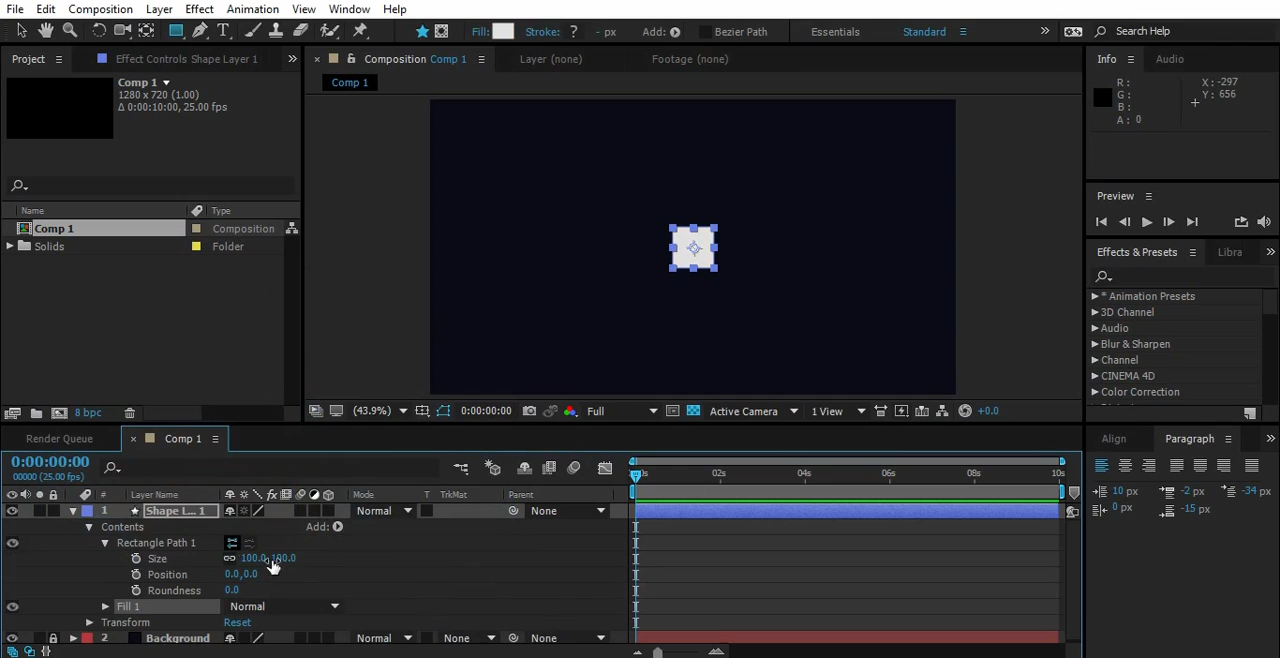 File Edit Composition Layer Effect Animation View Window Help
Fill: Stroke: ? - px Add: Bezier Path Essentials Standard Search Help
Project Effect Controls Shape Layer 1
Composition Comp 1 Layer (none) Footage (none)
Info Audio
Comp 1
1280 x 720 (1.00)
Δ 0:00:10:00, 25.00 fps
Comp 1
R:
G:
B:
A: 0
X: -297
Y: 656
Preview
Name Type
Comp 1 Composition
Solids Folder
Effects & Presets Libra
* Animation Presets
3D Channel
Audio
Blur & Sharpen
Channel
CINEMA 4D
Color Correction
8 bpc
(43.9%) 0:00:00:00 Full Active Camera 1 View +0.0
Render Queue Comp 1
Align Paragraph
0:00:00:00
00000 (25.00 fps)
0s 02s 04s 06s 08s 10s
# Layer Name Mode T TrkMat Parent
1 Shape L... 1 Normal None
Contents Add:
Rectangle Path 1
Size 100.0,100.0
Position 0.0,0.0
Roundness 0.0
Fill 1 Normal
Transform Reset
2 Background Normal None None
10 px -2 px -34 px
0 px -15 px